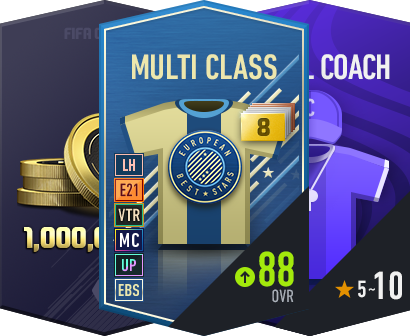 FIFA
MULTI CLASS
COACH
8
EUROPEAN
BEST STARS
LH
E21
VTR
MC
UP
EBS
1,000,
88
OVR
5~10